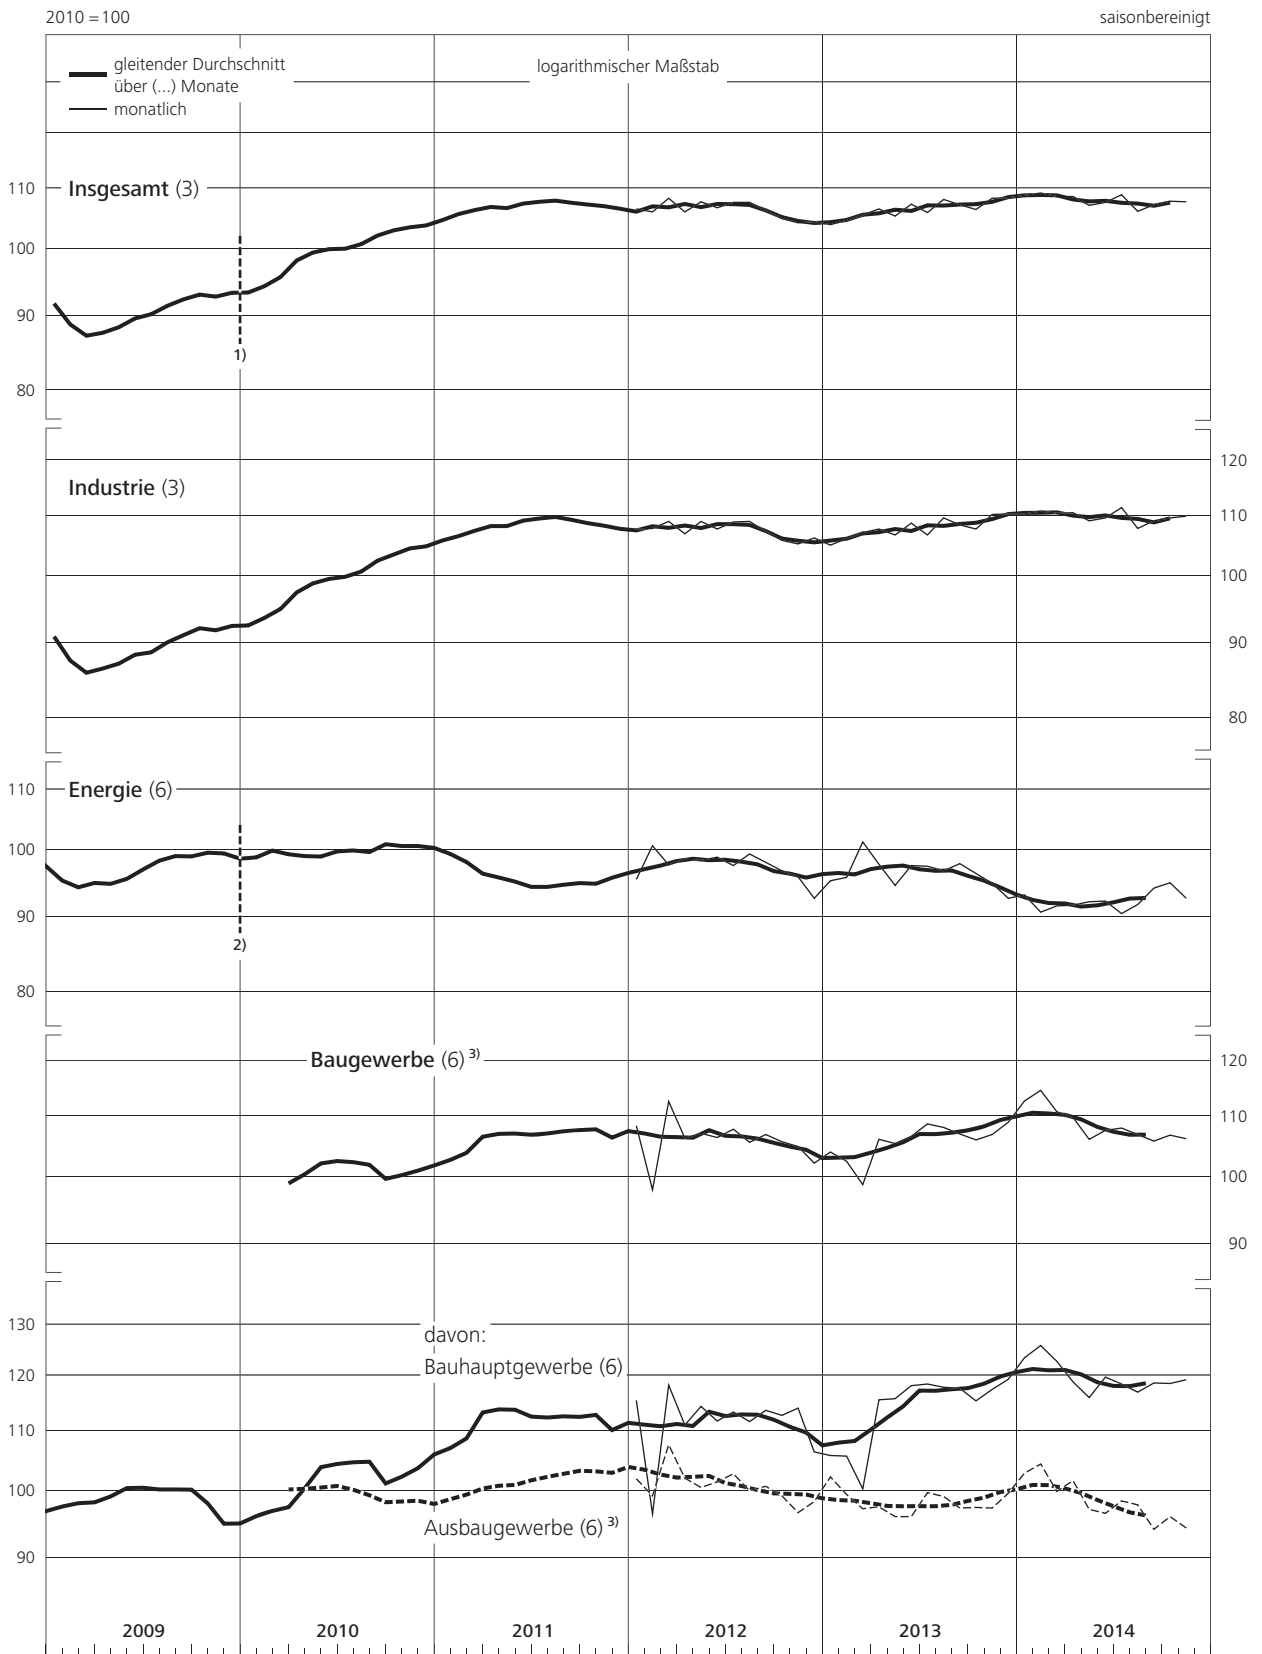 2010 = 100
saisonbereinigt
gleitender Durchschnitt
über (...) Monate
monatlich
logarithmischer Maßstab
110
Insgesamt (3)
100
90
1)
80
120
Industrie (3)
110
100
90
80
110
Energie (6)
100
90
2)
80
Baugewerbe (6) 3)
120
110
100
90
130
davon:
Bauhauptgewerbe (6)
120
110
100
Ausbaugewerbe (6) 3)
90
2009 2010 2011 2012 2013 2014